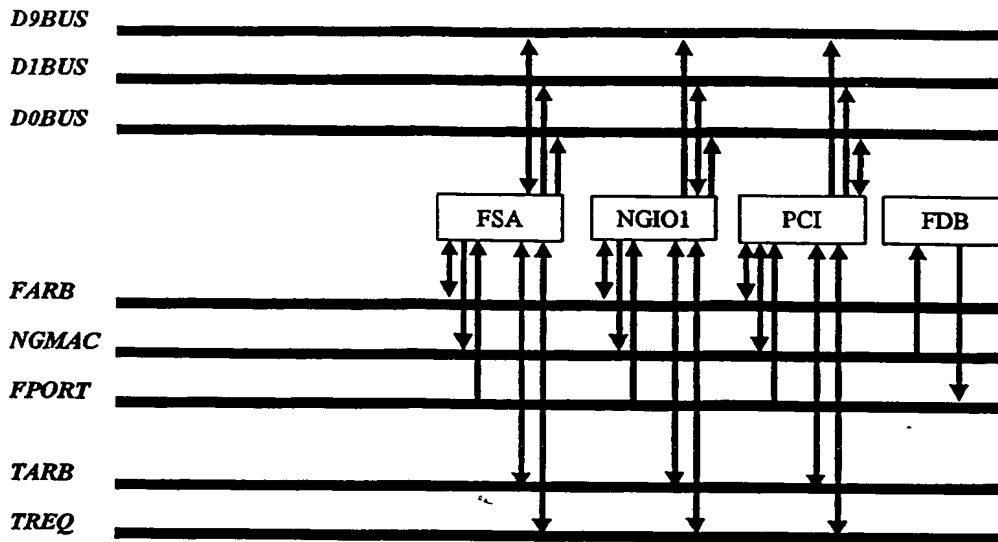 D9BUS
D1BUS
D0BUS
FSA NGIO1 PCI FDB
FARB
NGMAC
FPORT
TARB
TREQ